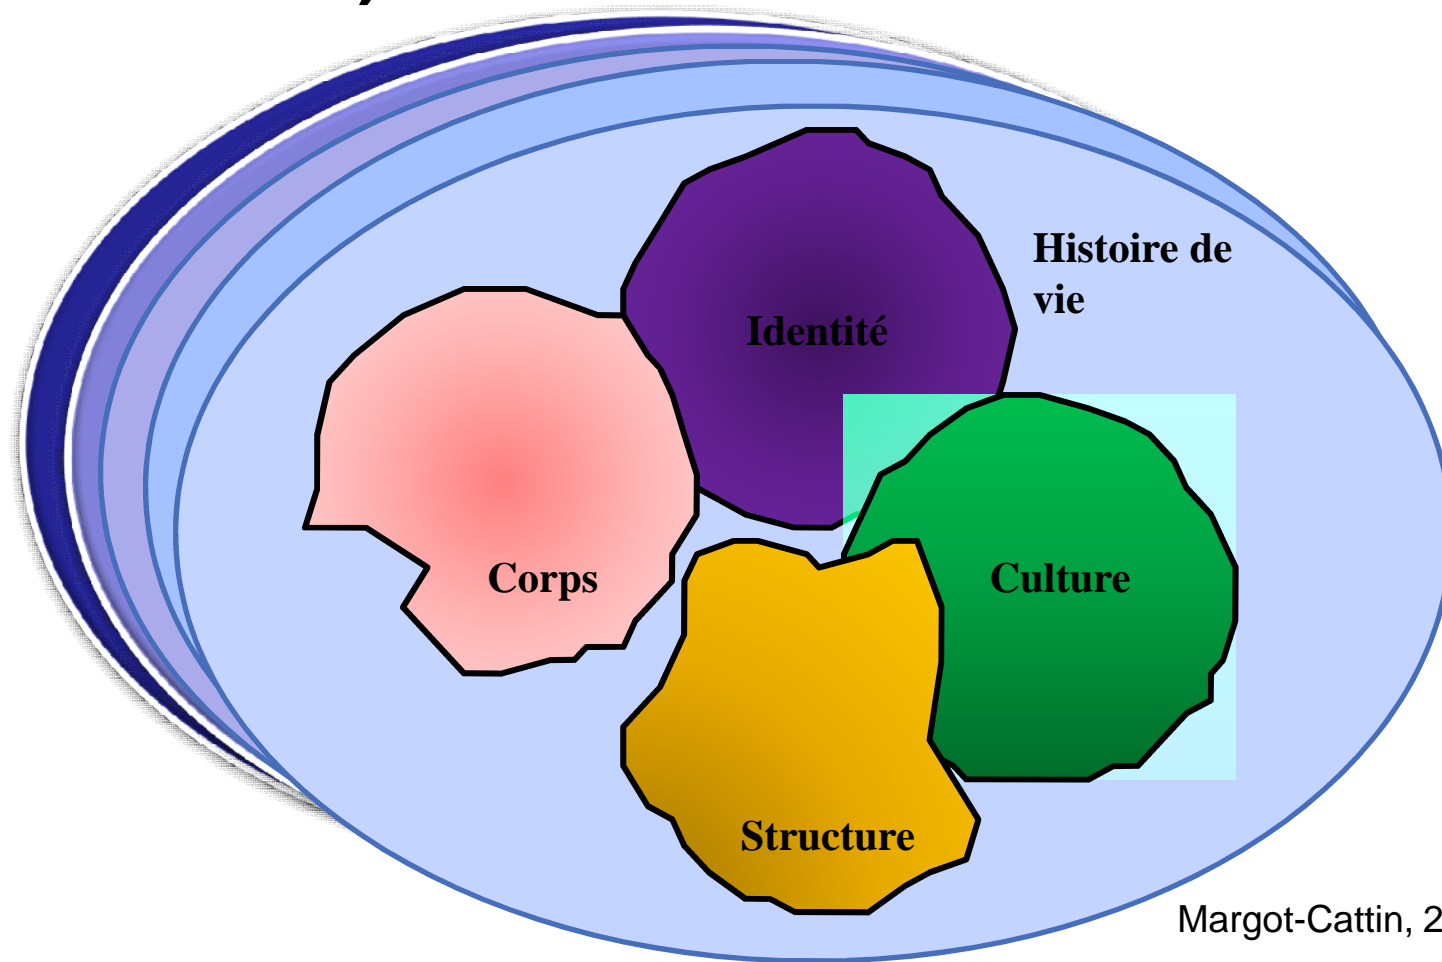 Histoire de
vie
Identité
Corps
Culture
Structure
Margot-Cattin, 2